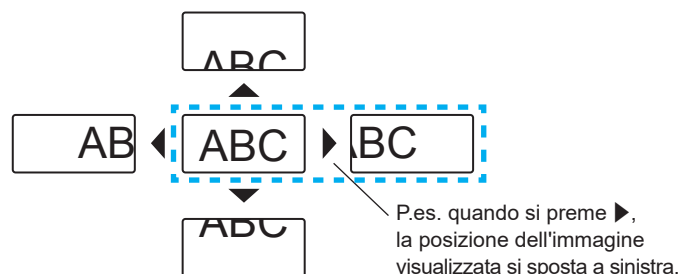 ABC
AB ABC BC
ABC
P.es. quando si preme ▶,
la posizione dell'immagine
visualizzata si sposta a sinistra.